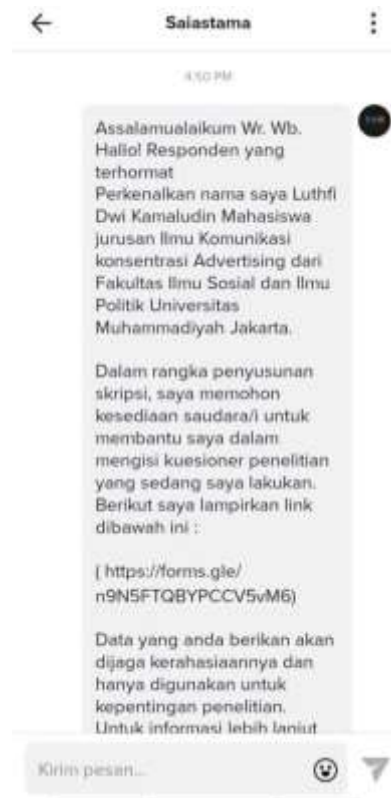 Saiastama
4:50 PM
Assalamualaikum Wr. Wb.
Hallo! Responden yang
terhormat
Perkenalkan nama saya Luthfi
Dwi Kamaludin Mahasiswa
jurusan Ilmu Komunikasi
konsentrasi Advertising dari
Fakultas Ilmu Sosial dan Ilmu
Politik Universitas
Muhammadiyah Jakarta.
Dalam rangka penyusunan
skripsi, saya memohon
kesediaan saudara/i untuk
membantu saya dalam
mengisi kuesioner penelitian
yang sedang saya lakukan.
Berikut saya lampirkan link
dibawah ini :
( https://forms.gle/
n9N5FTQBYPCCV5vM6)
Data yang anda berikan akan
dijaga kerahasiaannya dan
hanya digunakan untuk
kepentingan penelitian.
Untuk informasi lebih lanjut
Kirim pesan...